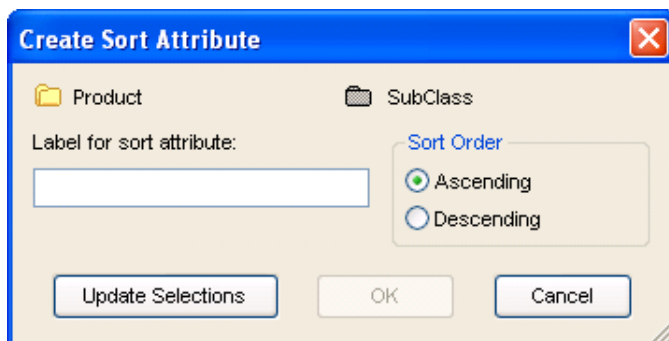 Create Sort Attribute
Product SubClass
Label for sort attribute:
Sort Order
Ascending
Descending
Update Selections OK Cancel